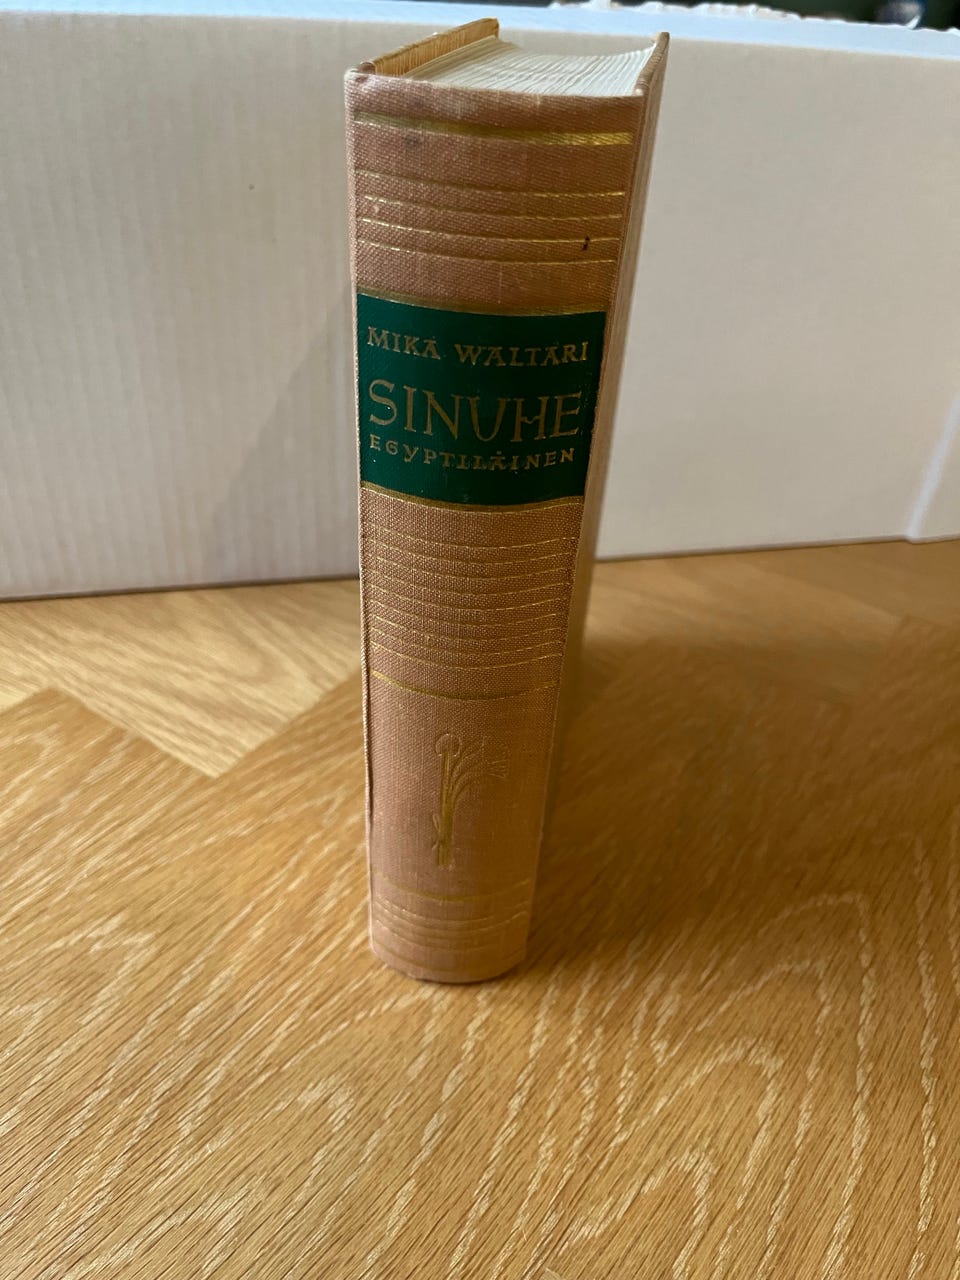 MIKA WALTARI
SINUHE
EGYPTILÄINEN